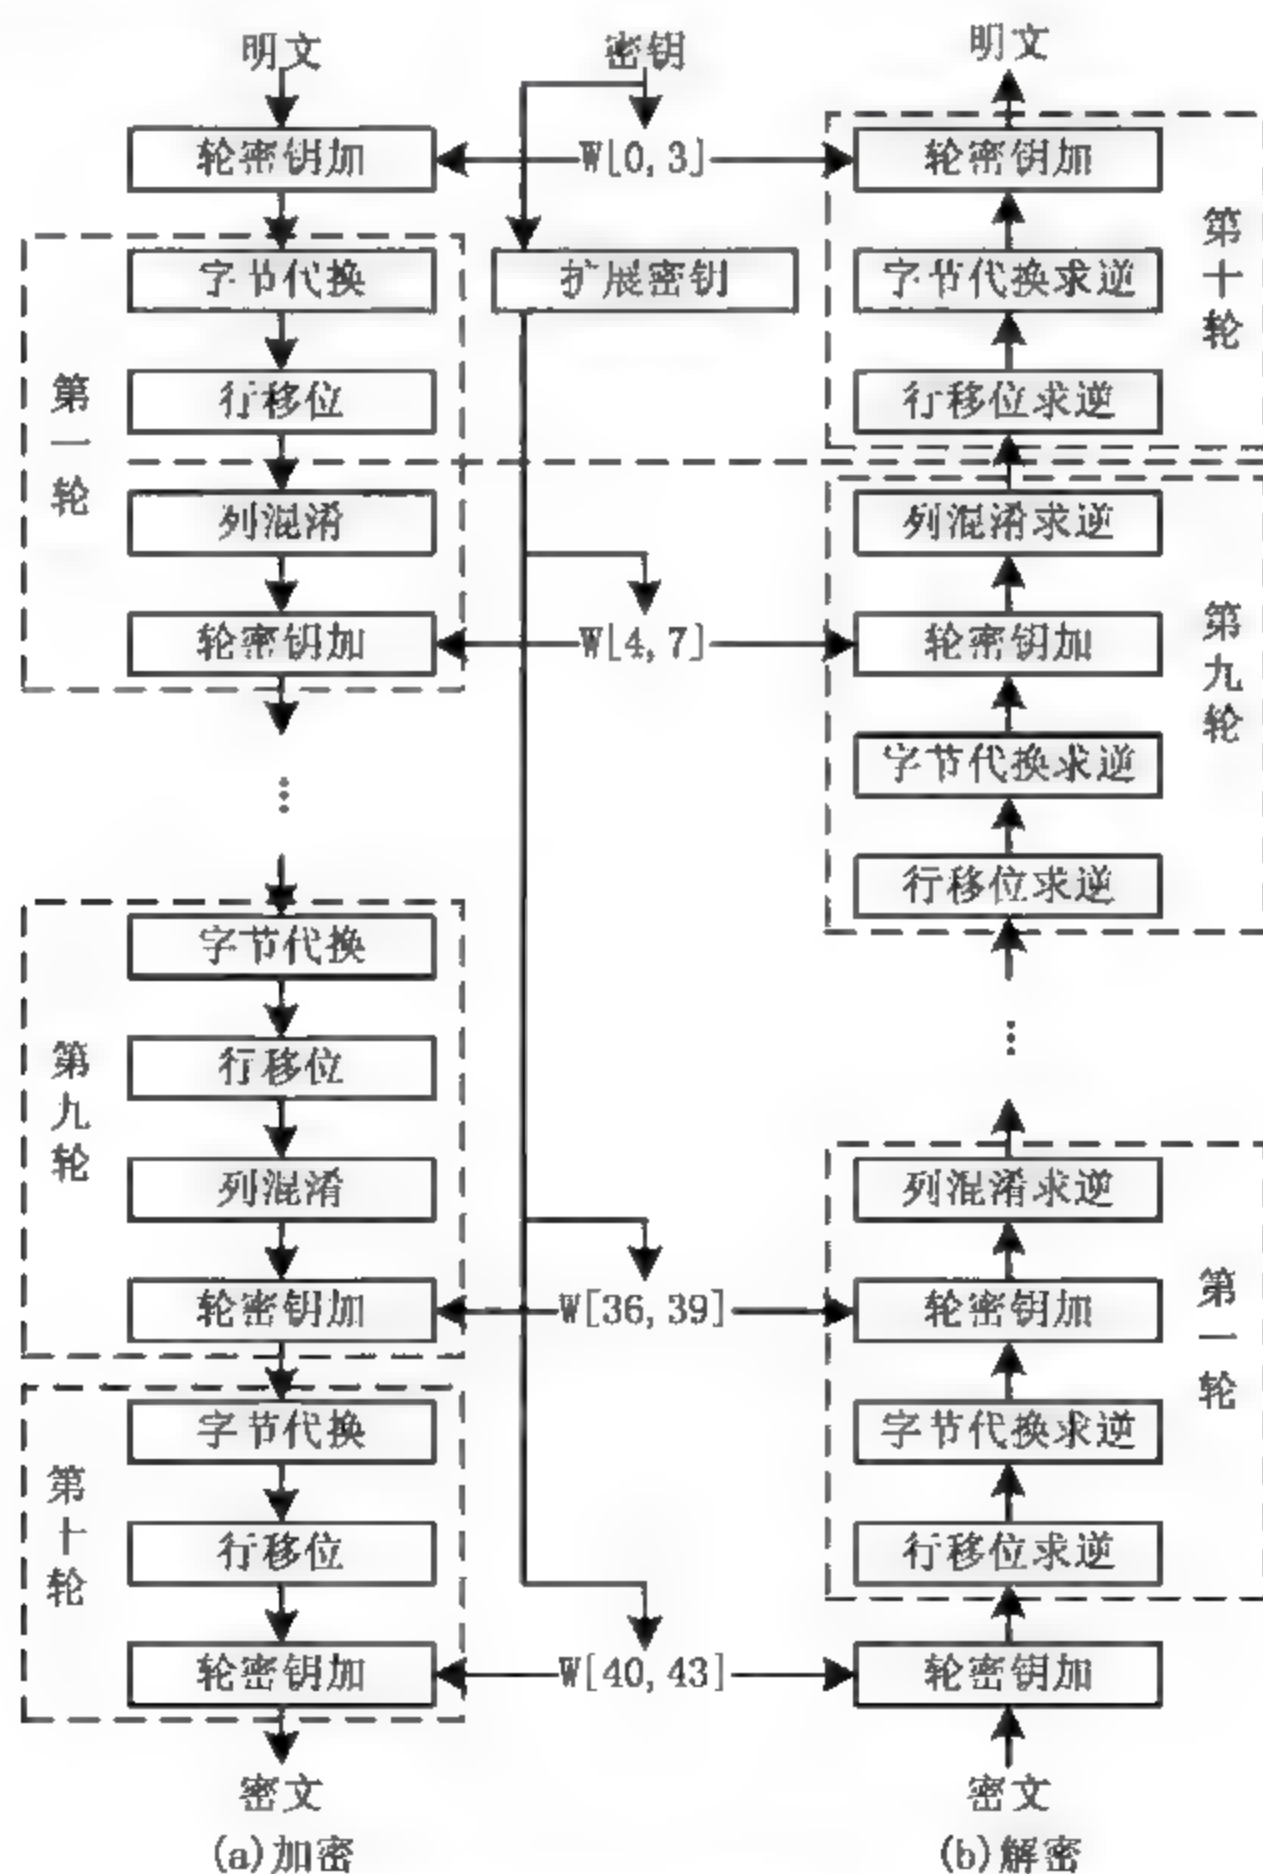 明文 密钥 明文
轮密钥加 W[0,3] 轮密钥加
字节代换 扩展密钥 字节代换求逆
第十轮
行移位 行移位求逆
第一轮
列混淆 列混淆求逆
轮密钥加 W[4,7] 轮密钥加
第九轮
字节代换求逆
⋮
行移位求逆
字节代换
行移位
⋮
第九轮
列混淆 列混淆求逆
轮密钥加 W[36,39] 轮密钥加
第一轮
字节代换 字节代换求逆
第十轮
行移位 行移位求逆
轮密钥加 W[40,43] 轮密钥加
密文 密文
(a)加密 (b)解密